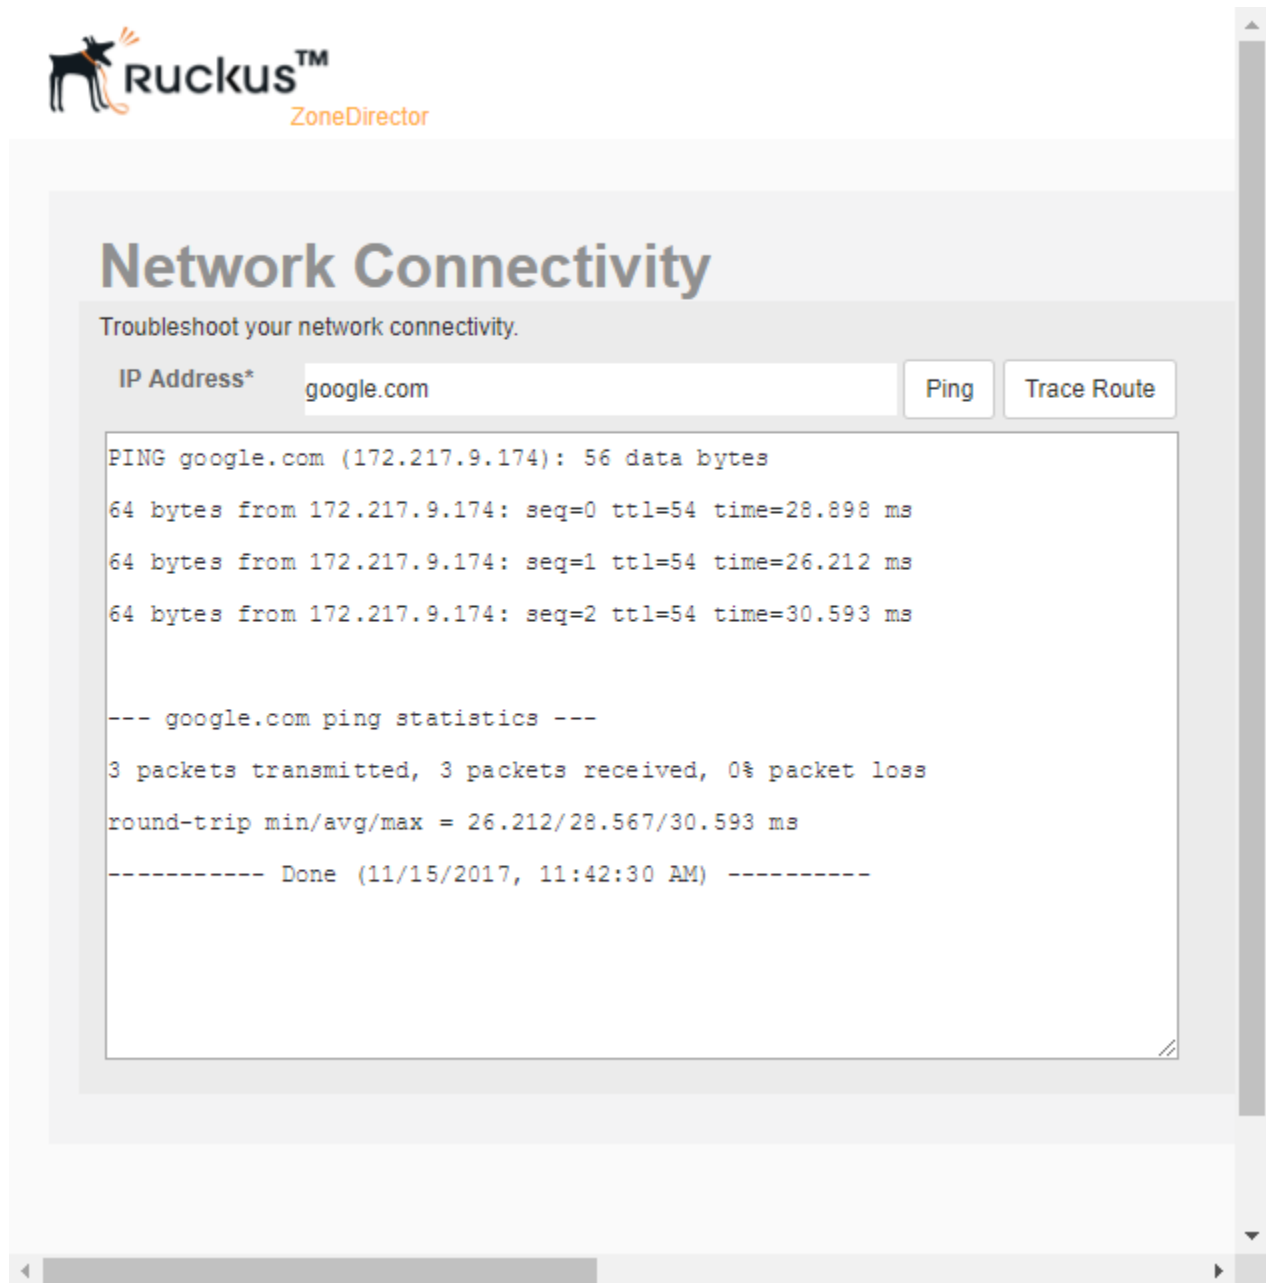 Ruckus™
ZoneDirector
Network Connectivity
Troubleshoot your network connectivity.
IP Address* google.com Ping Trace Route
PING google.com (172.217.9.174): 56 data bytes
64 bytes from 172.217.9.174: seq=0 ttl=54 time=28.898 ms
64 bytes from 172.217.9.174: seq=1 ttl=54 time=26.212 ms
64 bytes from 172.217.9.174: seq=2 ttl=54 time=30.593 ms
--- google.com ping statistics ---
3 packets transmitted, 3 packets received, 0% packet loss
round-trip min/avg/max = 26.212/28.567/30.593 ms
----------- Done (11/15/2017, 11:42:30 AM) ----------